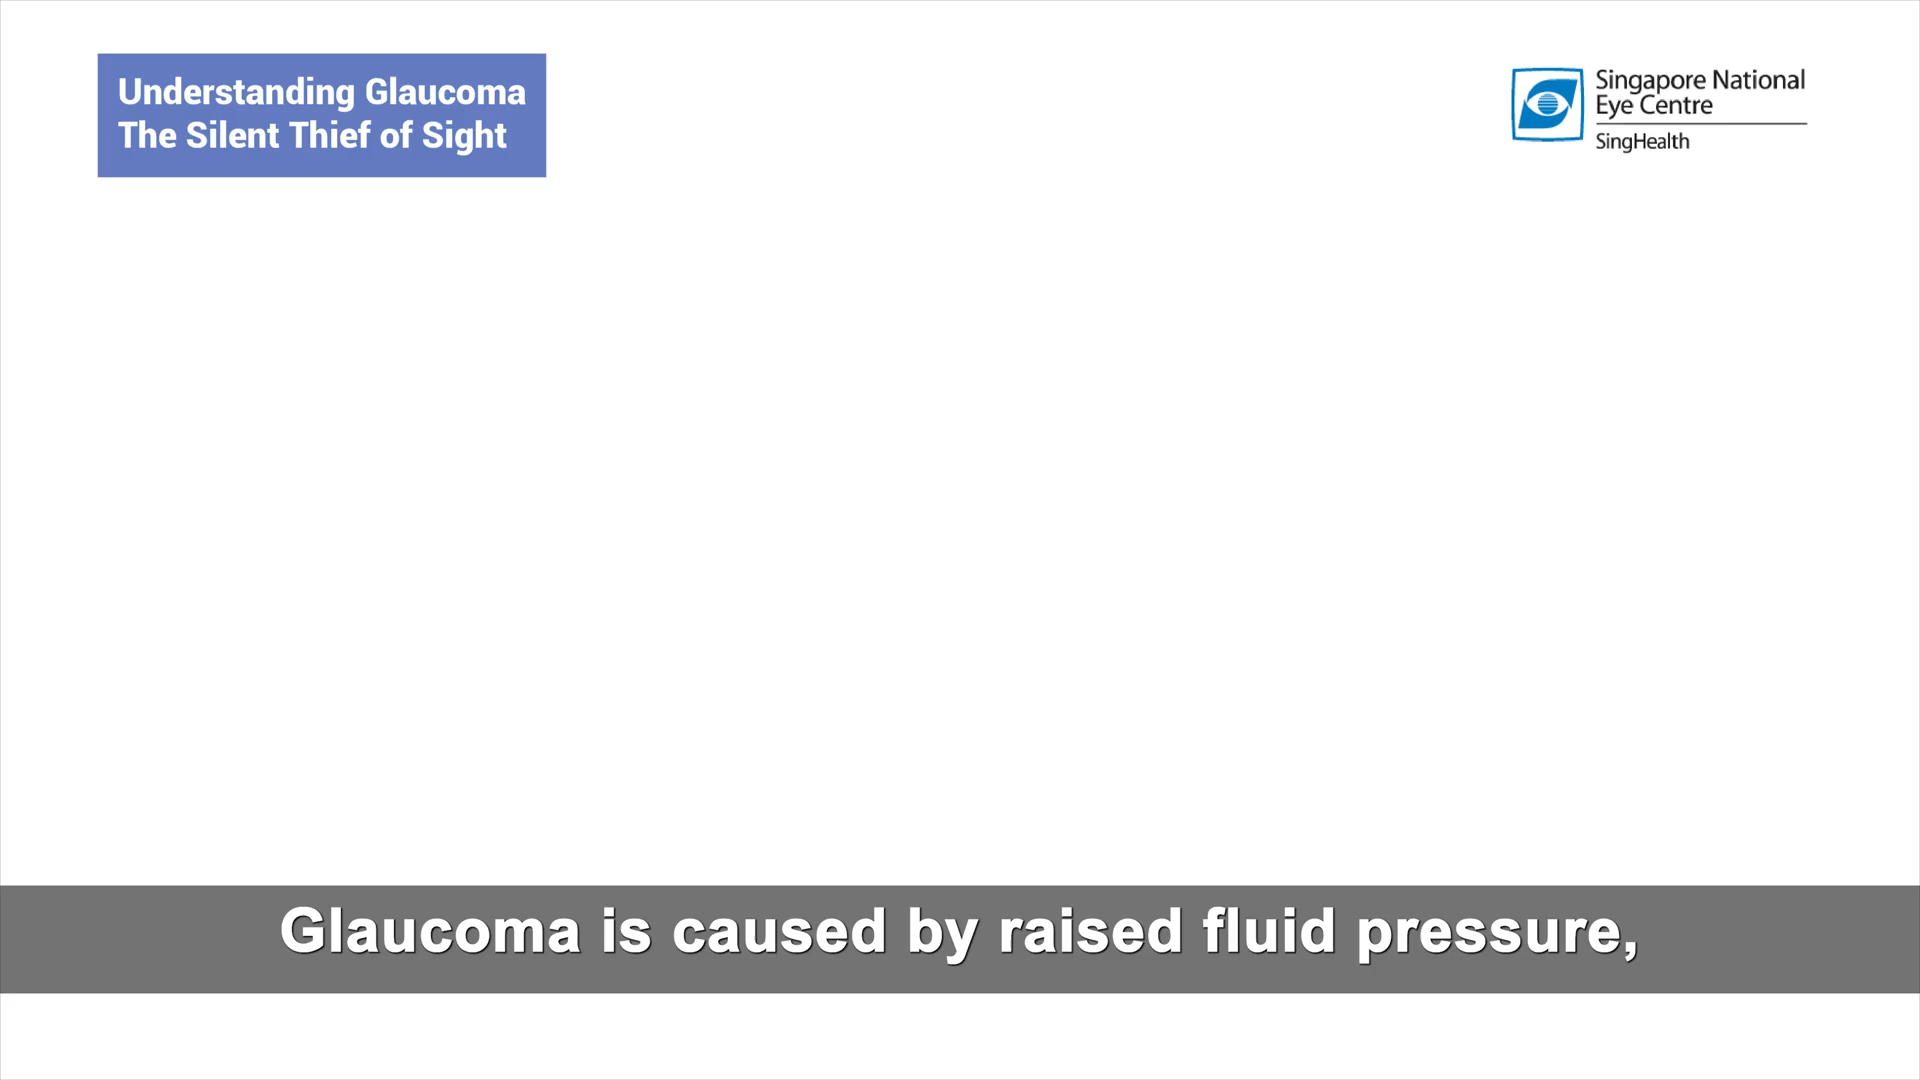 Understanding Glaucoma
The Silent Thief of Sight
Singapore National
Eye Centre
SingHealth
Glaucoma is caused by raised fluid pressure,